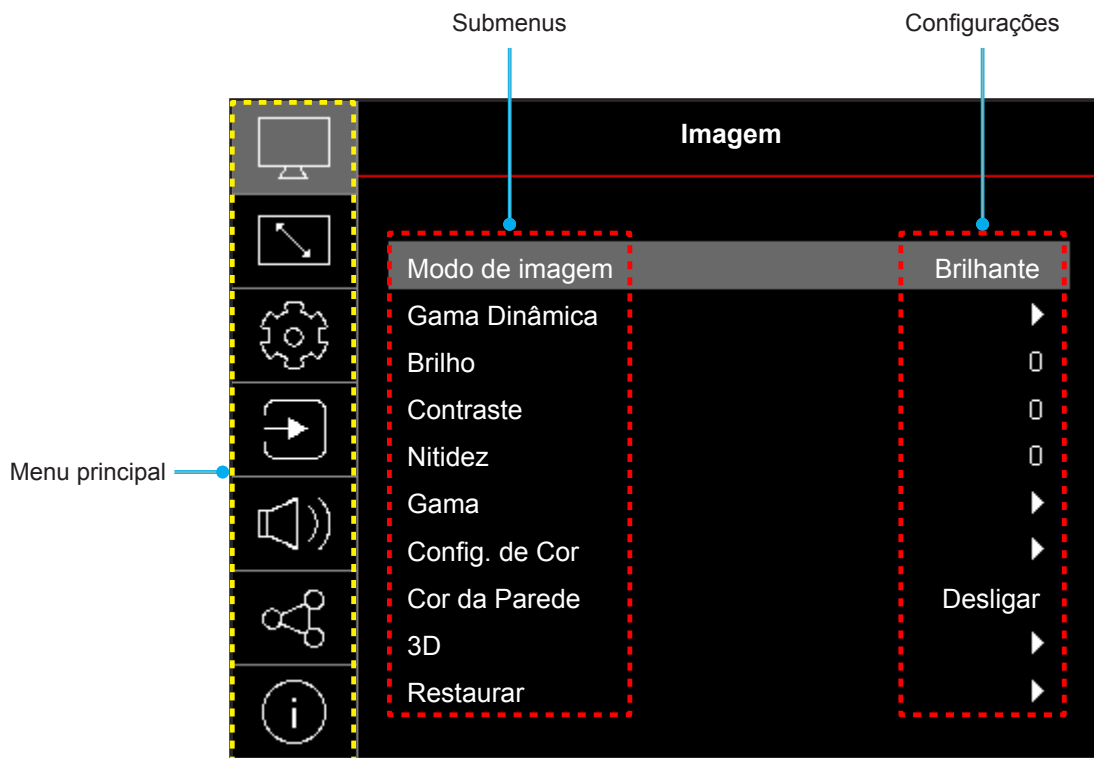 Submenus
Configurações
Imagem
Modo de imagem Brilhante
Gama Dinâmica
Brilho 0
Contraste 0
Menu principal
Nitidez 0
Gama
Config. de Cor
Cor da Parede Desligar
3D
Restaurar
i